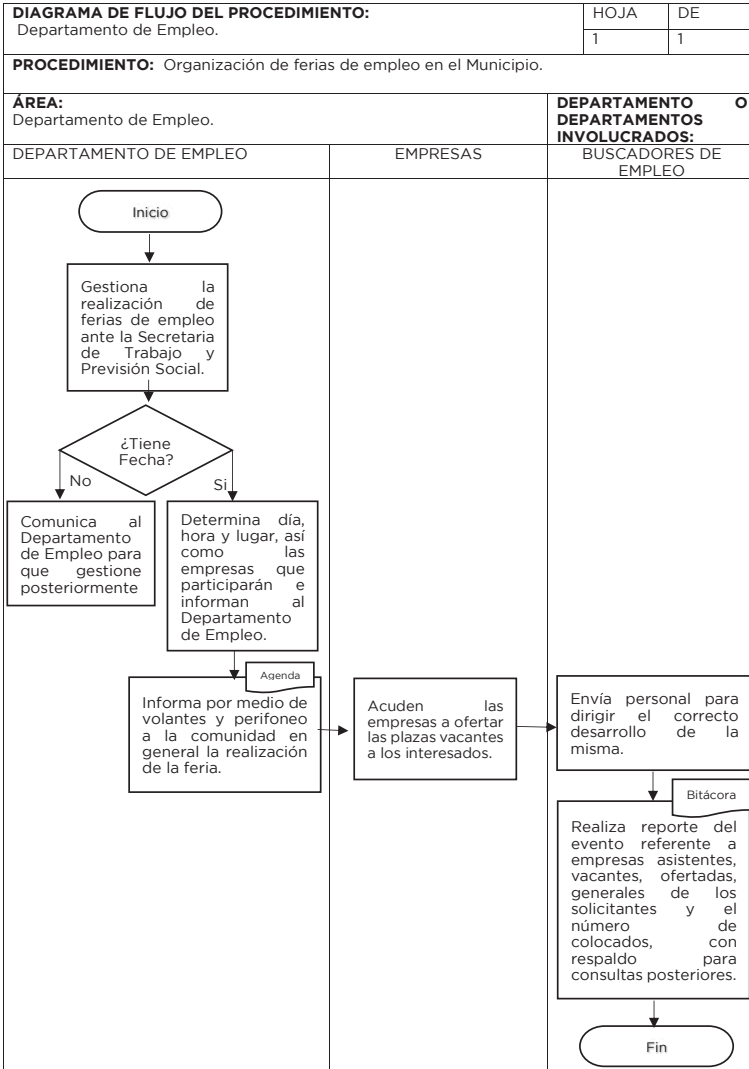 DIAGRAMA DE FLUJO DEL PROCEDIMIENTO:
Departamento de Empleo.
HOJA DE
1 1
PROCEDIMIENTO: Organización de ferias de empleo en el Municipio.
ÁREA:
Departamento de Empleo.
DEPARTAMENTO O
DEPARTAMENTOS
INVOLUCRADOS:
DEPARTAMENTO DE EMPLEO
EMPRESAS
BUSCADORES DE
EMPLEO
Inicio
Gestiona la
realización de
ferias de empleo
ante la Secretaria
de Trabajo y
Previsión Social.
¿Tiene
Fecha?
No
Si
Comunica al
Departamento
de Empleo para
que gestione
posteriormente
Determina día,
hora y lugar, así
como las
empresas que
participarán e
informan al
Departamento
de Empleo.
Agenda
Informa por medio de
volantes y perifoneo
a la comunidad en
general la realización
de la feria.
Acuden las
empresas a ofertar
las plazas vacantes
a los interesados.
Envía personal para
dirigir el correcto
desarrollo de la
misma.
Bitácora
Realiza reporte del
evento referente a
empresas asistentes,
vacantes, ofertadas,
generales de los
solicitantes y el
número de
colocados, con
respaldo para
consultas posteriores.
Fin